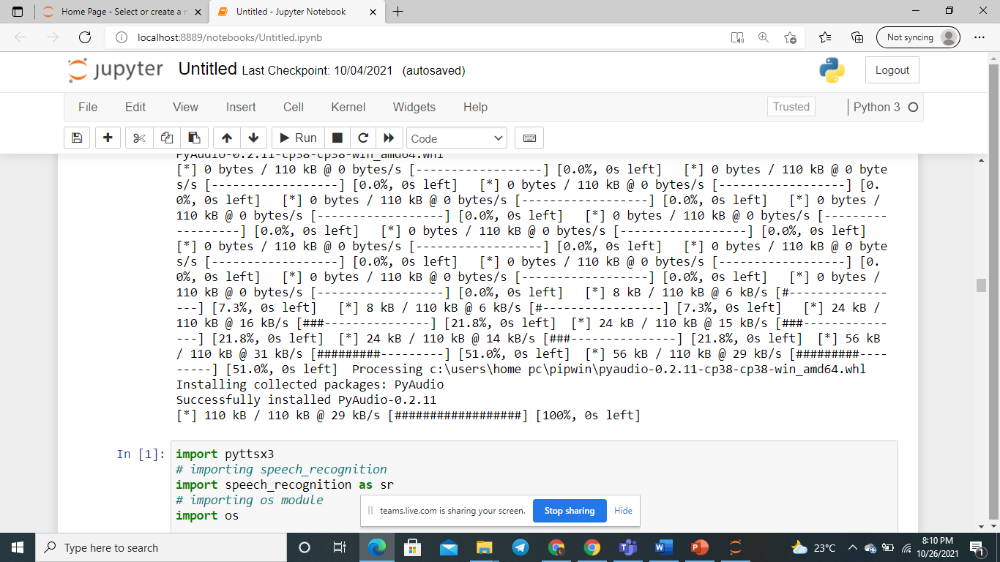 Home Page - Select or create a n
Untitled - Jupyter Notebook
localhost:8889/notebooks/Untitled.ipynb
Not syncing
jupyter Untitled Last Checkpoint: 10/04/2021 (autosaved)
Logout
File Edit View Insert Cell Kernel Widgets Help
Trusted
Python 3
Run
Code
PyAudio-0.2.11-cp38-cp38-win_amd64.whl
[*] 0 bytes / 110 kB @ 0 bytes/s [------------------] [0.0%, 0s left]   [*] 0 bytes / 110 kB @ 0 byte
s/s [------------------] [0.0%, 0s left]   [*] 0 bytes / 110 kB @ 0 bytes/s [------------------] [0.
0%, 0s left]   [*] 0 bytes / 110 kB @ 0 bytes/s [------------------] [0.0%, 0s left]   [*] 0 bytes /
110 kB @ 0 bytes/s [------------------] [0.0%, 0s left]   [*] 0 bytes / 110 kB @ 0 bytes/s [---------
---------] [0.0%, 0s left]   [*] 0 bytes / 110 kB @ 0 bytes/s [------------------] [0.0%, 0s left]
[*] 0 bytes / 110 kB @ 0 bytes/s [------------------] [0.0%, 0s left]   [*] 0 bytes / 110 kB @ 0 byte
s/s [------------------] [0.0%, 0s left]   [*] 0 bytes / 110 kB @ 0 bytes/s [------------------] [0.
0%, 0s left]   [*] 0 bytes / 110 kB @ 0 bytes/s [------------------] [0.0%, 0s left]   [*] 0 bytes /
110 kB @ 0 bytes/s [------------------] [0.0%, 0s left]   [*] 8 kB / 110 kB @ 6 kB/s [#--------------
---] [7.3%, 0s left]   [*] 8 kB / 110 kB @ 6 kB/s [#-----------------] [7.3%, 0s left]   [*] 24 kB /
110 kB @ 16 kB/s [###---------------] [21.8%, 0s left]  [*] 24 kB / 110 kB @ 15 kB/s [###------------
---] [21.8%, 0s left]  [*] 24 kB / 110 kB @ 14 kB/s [###---------------] [21.8%, 0s left]  [*] 56 kB
/ 110 kB @ 31 kB/s [#########---------] [51.0%, 0s left]  [*] 56 kB / 110 kB @ 29 kB/s [#########----
-----] [51.0%, 0s left]  Processing c:\users\home pc\pipwin\pyaudio-0.2.11-cp38-cp38-win_amd64.whl
Installing collected packages: PyAudio
Successfully installed PyAudio-0.2.11
[*] 110 kB / 110 kB @ 29 kB/s [##################] [100%, 0s left]
In [1]: import pyttsx3
# importing speech_recognition
import speech_recognition as sr
# importing os module
import os
teams.live.com is sharing your screen. Stop sharing Hide
Type here to search
23°C
8:10 PM
10/26/2021
1